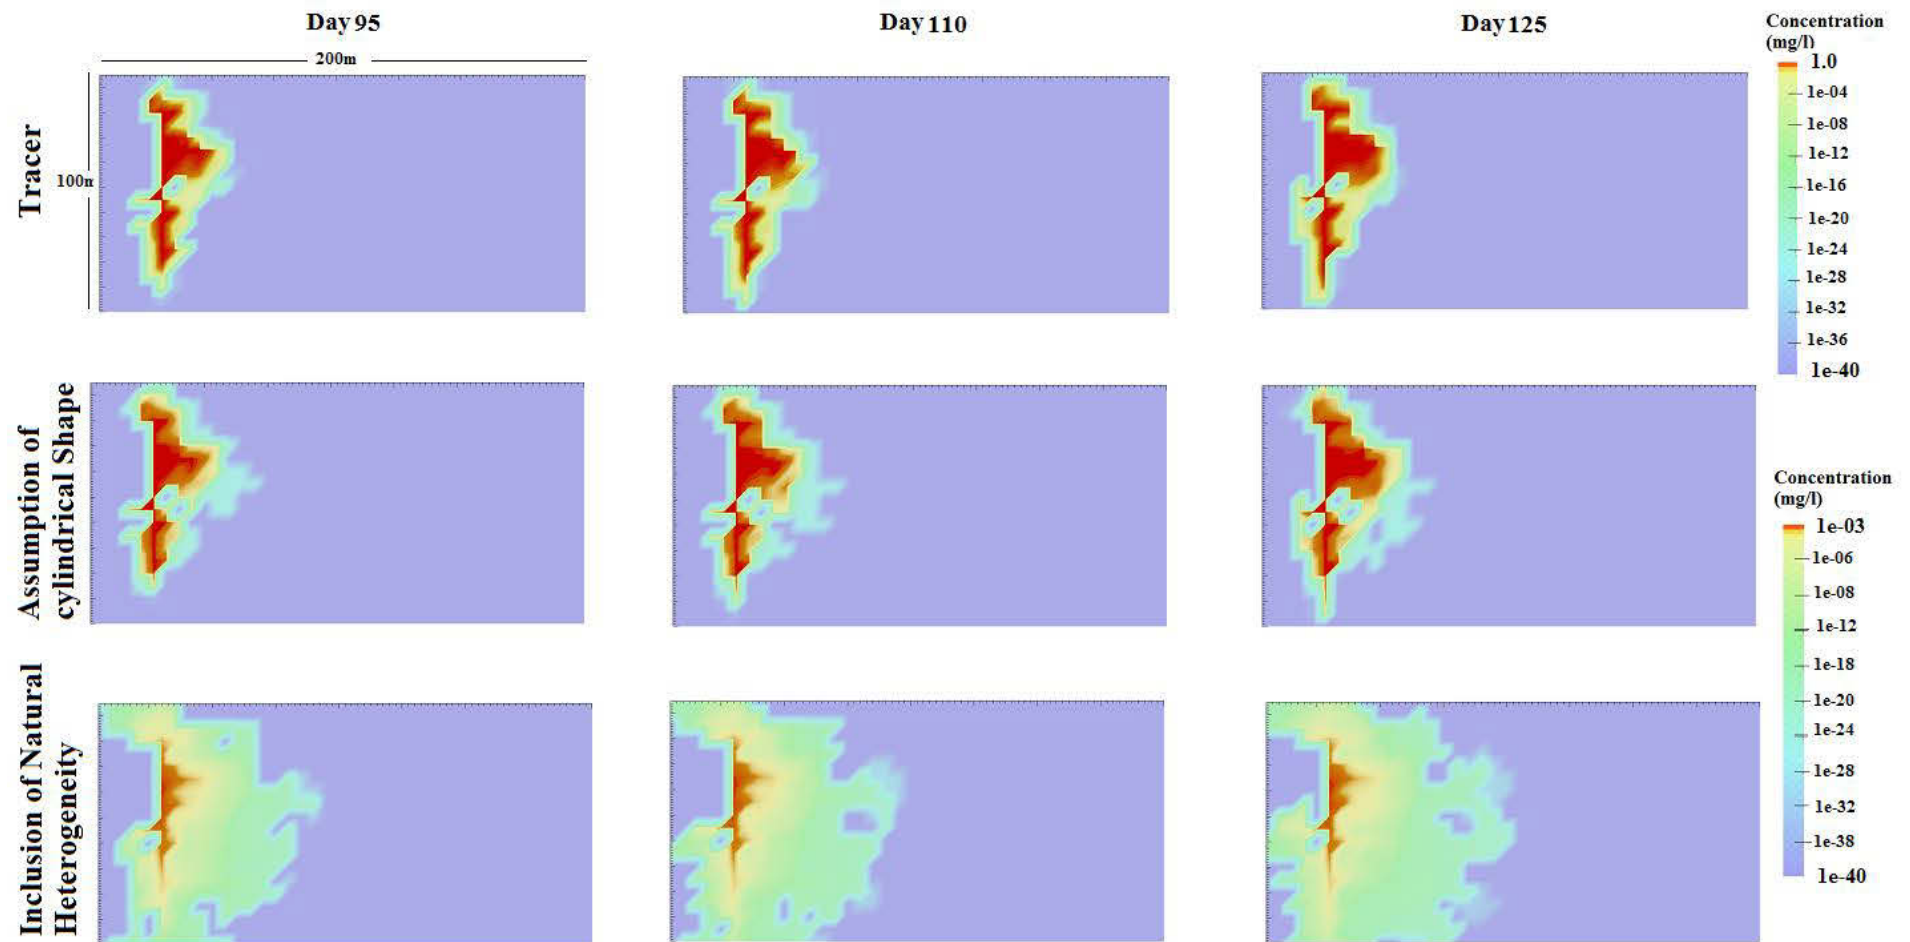 Day 95
Day 110
Day 125
200m
100m
Tracer
Concentration
(mg/l)
1.0
1e-04
1e-08
1e-12
1e-16
1e-20
1e-24
1e-28
1e-32
1e-36
1e-40
Assumption of
cylindrical Shape
Concentration
(mg/l)
1e-03
1e-06
1e-08
1e-12
1e-18
1e-20
1e-24
1e-28
1e-32
1e-38
1e-40
Inclusion of Natural
Heterogeneity